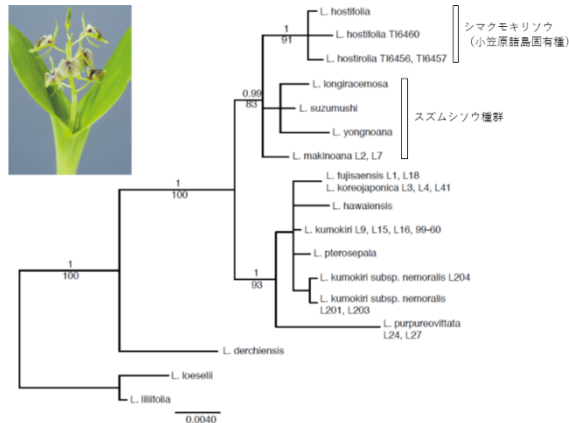 L. hostifolia
1
L. hostifolia TI6460
91
L. hostirolia TI6456, TI6457
シマクモキリソウ
(小笠原諸島固有種)
L. longiracemosa
0.99
83
L. suzumushi
L. yongnoana
スズムシソウ種群
L. makinoana L2, L7
1
100
L. fujisaensis L1, L18
L. koreojaponica L3, L4, L41
L. hawaiensis
L. kumokiri L9, L15, L16, 99-60
L. pterosepala
1
93
L. kumokiri subsp. nemoralis L204
L. kumokiri subsp. nemoralis
L201, L203
L. purpureovittata
L24, L27
1
100
L. derchiensis
L. loeselii
L. liliifolia
0.0040